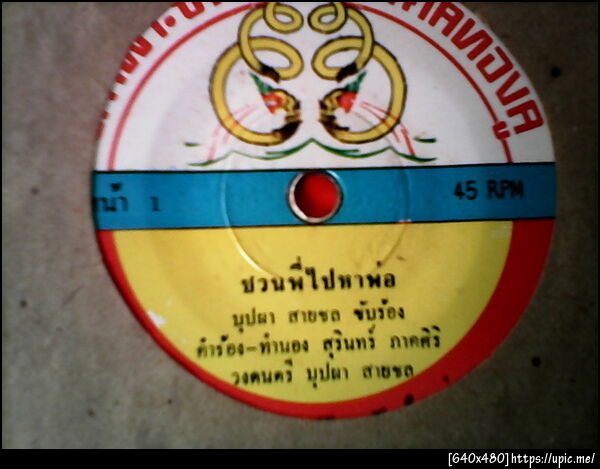 หน้า 1
45 RPM
ชวนพี่ไปหาพ่อ
บุปผา สายชล ขับร้อง
คำร้อง-ทำนอง สุรินทร์ ภาคศิริ
วงดนตรี บุปผา สายชล
[640x480]https://upic.me/